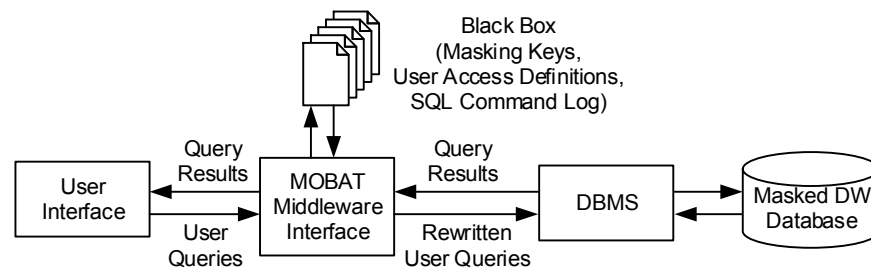 Black Box
(Masking Keys,
User Access Definitions,
SQL Command Log)
User
Interface
Query
Results
User
Queries
MOBAT
Middleware
Interface
Query
Results
Rewritten
User Queries
DBMS
Masked DW
Database